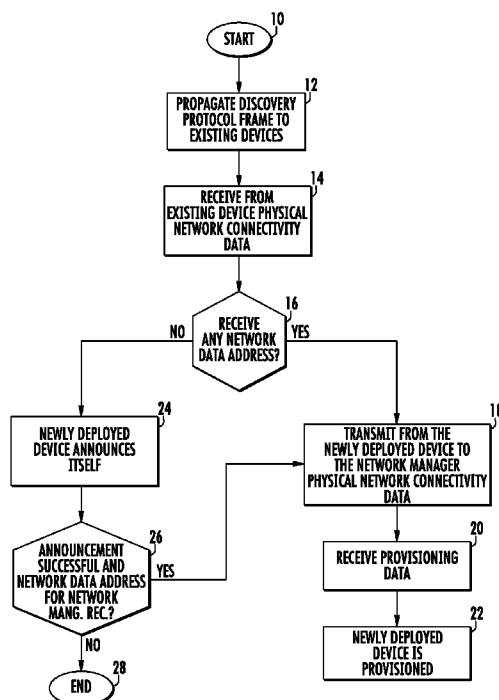 10
START
12
PROPAGATE DISCOVERY
PROTOCOL FRAME TO
EXISTING DEVICES
14
RECEIVE FROM
EXISTING DEVICE PHYSICAL
NETWORK CONNECTIVITY
DATA
16
RECEIVE
ANY NETWORK
DATA ADDRESS?
NO
YES
24
NEWLY DEPLOYED
DEVICE ANNOUNCES
ITSELF
18
TRANSMIT FROM THE
NEWLY DEPLOYED DEVICE TO
THE NETWORK MANAGER
PHYSICAL NETWORK CONNECTIVITY
DATA
26
ANNOUNCEMENT
SUCCESSFUL AND
NETWORK DATA ADDRESS
FOR NETWORK
MANG. REC.?
YES
NO
20
RECEIVE PROVISIONING
DATA
22
NEWLY DEPLOYED
DEVICE IS
PROVISIONED
28
END